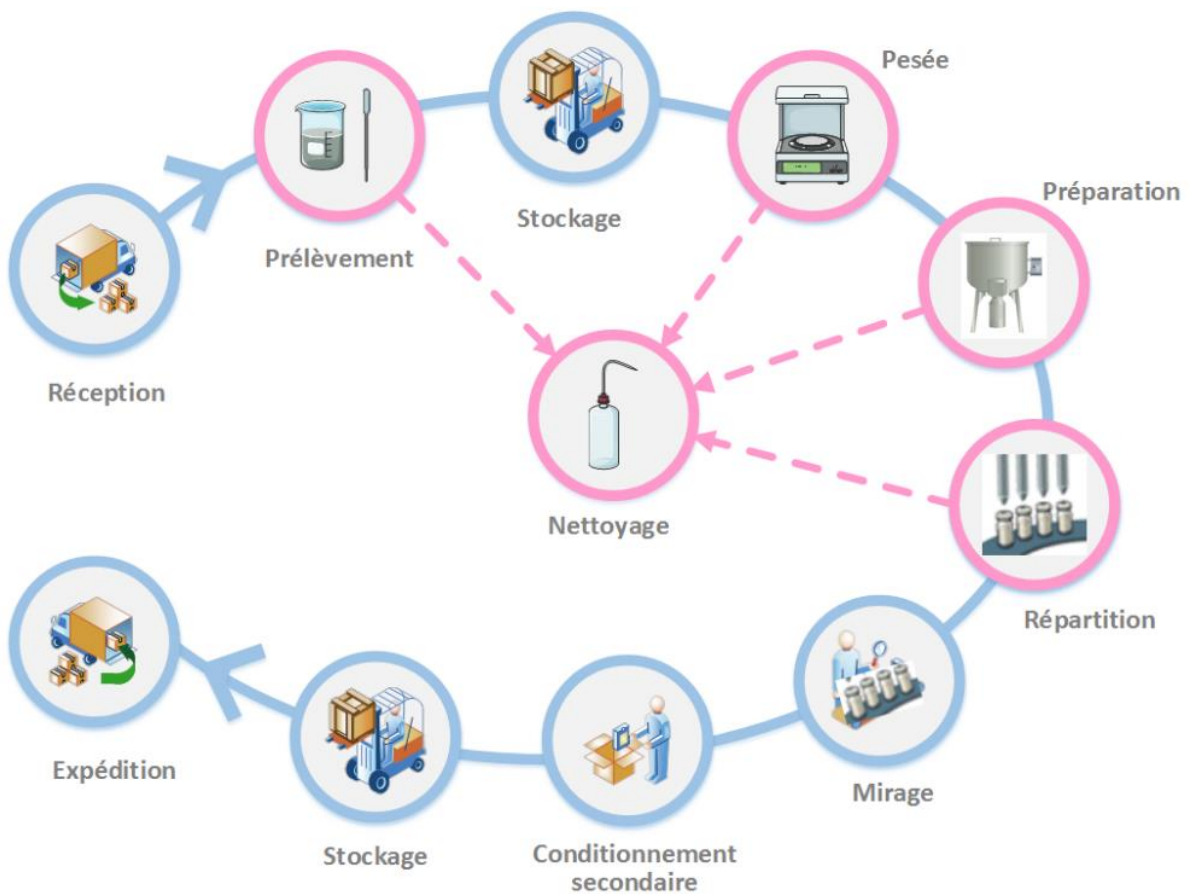 Pesée
Stockage
Préparation
Prélèvement
Réception
Nettoyage
Répartition
Expédition
Mirage
Stockage
Conditionnement
secondaire